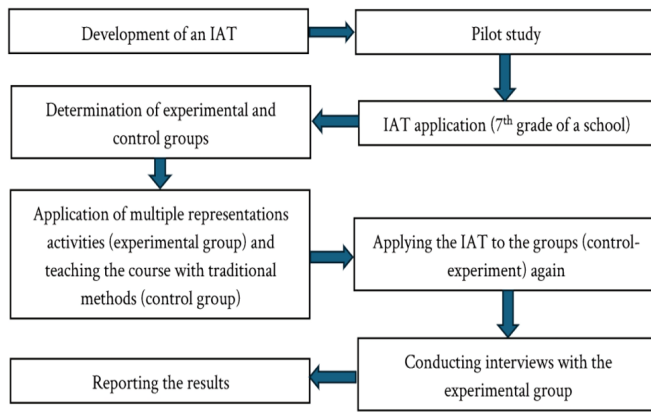 Development of an IAT
Pilot study
IAT application (7th grade of a school)
Determination of experimental and
control groups
Application of multiple representations
activities (experimental group) and
teaching the course with traditional
methods (control group)
Applying the IAT to the groups (control-
experiment) again
Conducting interviews with the
experimental group
Reporting the results